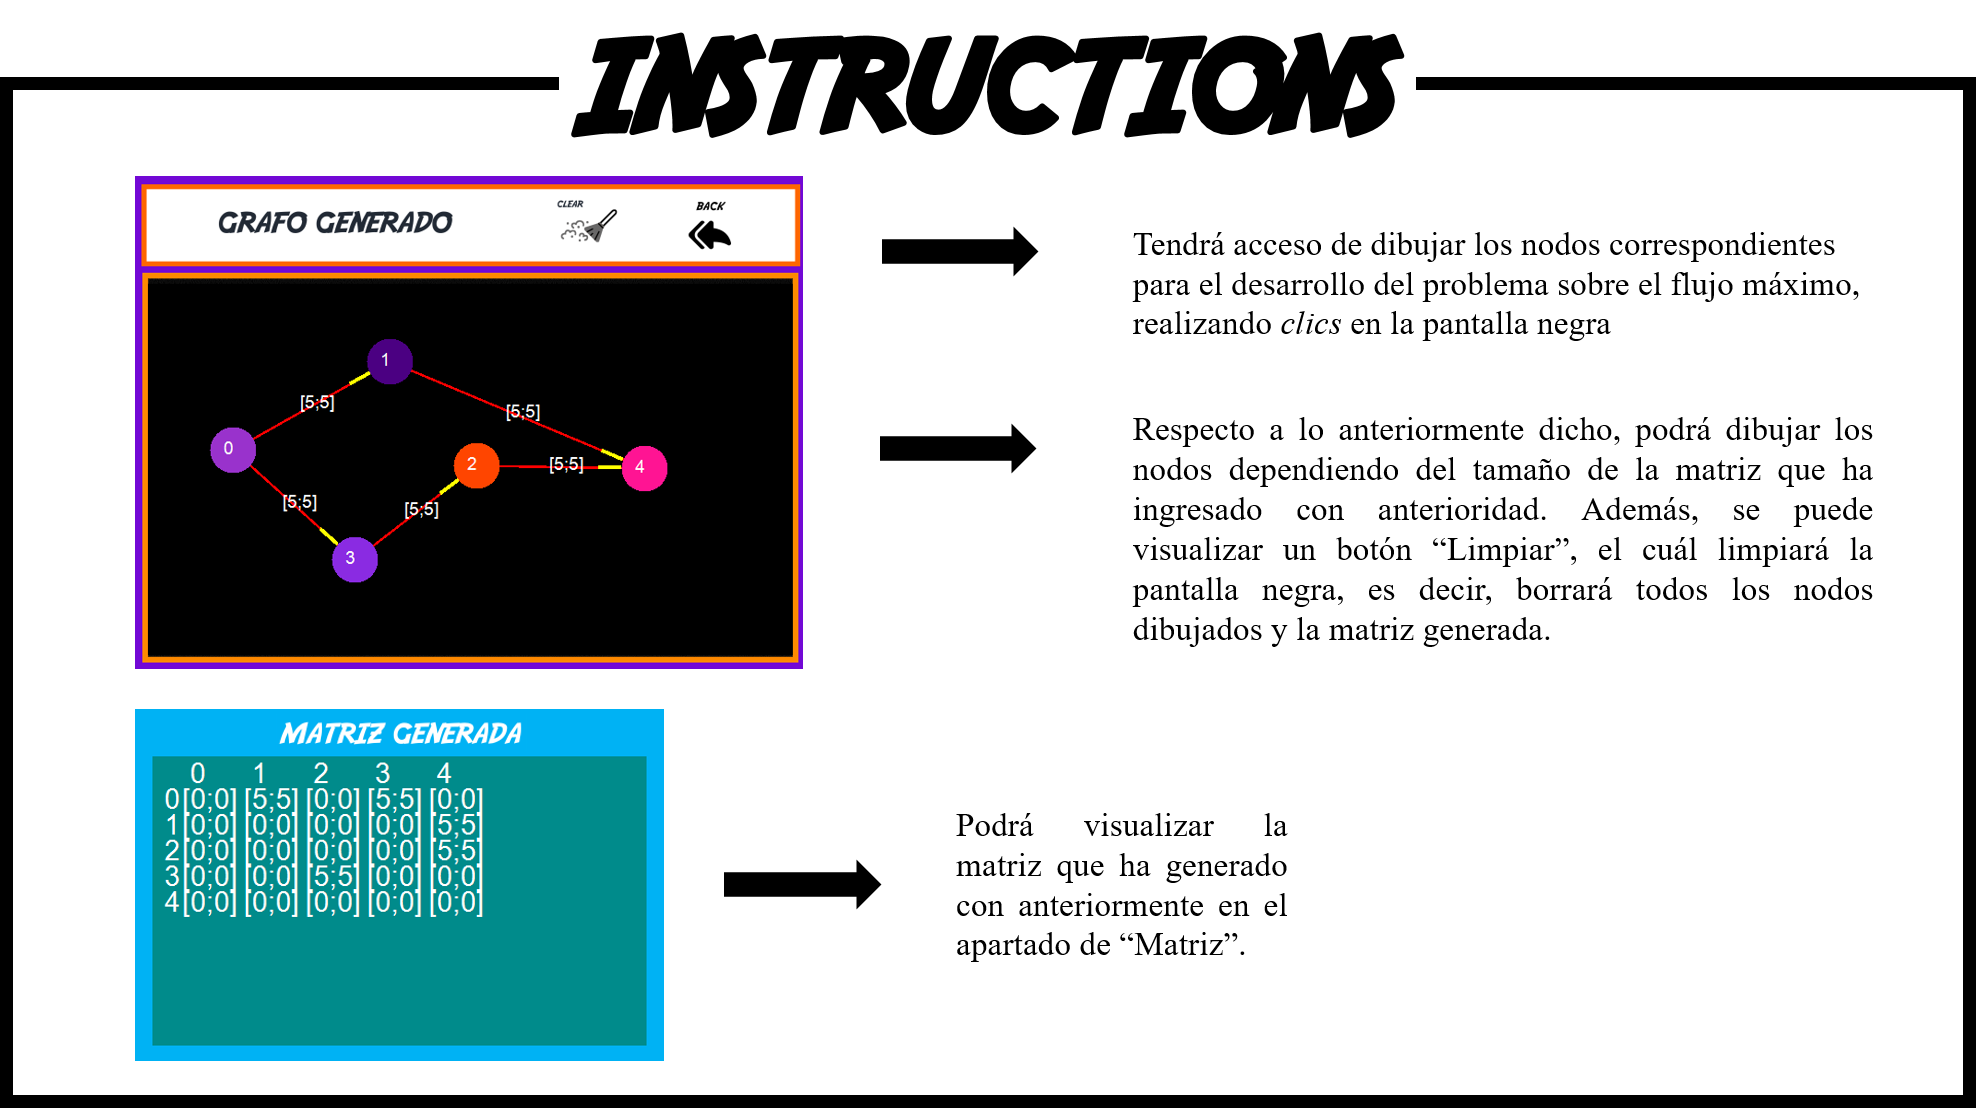 INSTRUCTIONS
GRAFO GENERADO
CLEAR
BACK
1
[5;5]
[5;5]
0
2
[5;5]
4
[5;5]
[5;5]
3
Tendrá acceso de dibujar los nodos correspondientes
para el desarrollo del problema sobre el flujo máximo,
realizando clics en la pantalla negra
Respecto a lo anteriormente dicho, podrá dibujar los
nodos dependiendo del tamaño de la matriz que ha
ingresado con anterioridad. Además, se puede
visualizar un botón “Limpiar”, el cuál limpiará la
pantalla negra, es decir, borrará todos los nodos
dibujados y la matriz generada.
MATRIZ GENERADA
0 1 2 3 4
0[0;0] [5;5] [0;0] [5;5] [0;0]
1[0;0] [0;0] [0;0] [0;0] [5;5]
2[0;0] [0;0] [0;0] [0;0] [5;5]
3[0;0] [0;0] [5;5] [0;0] [0;0]
4[0;0] [0;0] [0;0] [0;0] [0;0]
Podrá visualizar la
matriz que ha generado
con anteriormente en el
apartado de “Matriz”.